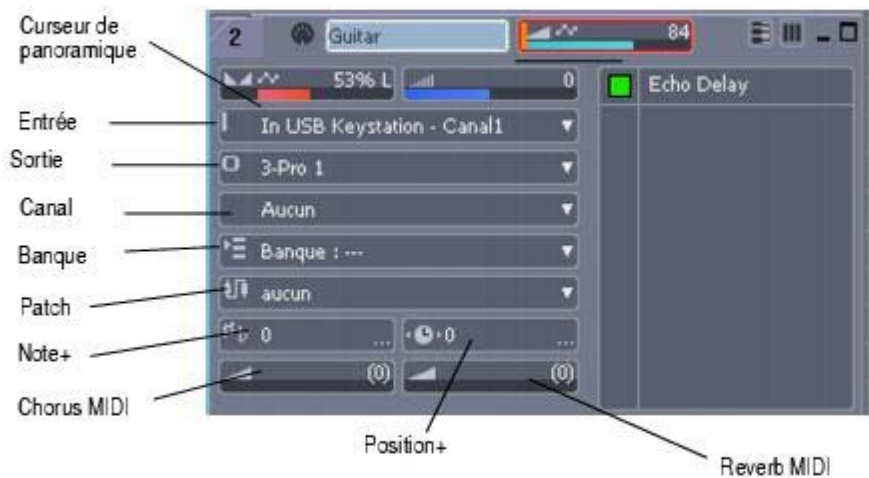 Curseur de
panoramique
2 Guitar 84
53% L 0
Echo Delay
Entrée
In USB Keystation - Canal1
Sortie
3-Pro 1
Canal
Aucun
Banque
Banque : ---
Patch
aucun
Note+
0 ... 0 ...
Chorus MIDI
(0) (0)
Position+
Reverb MIDI